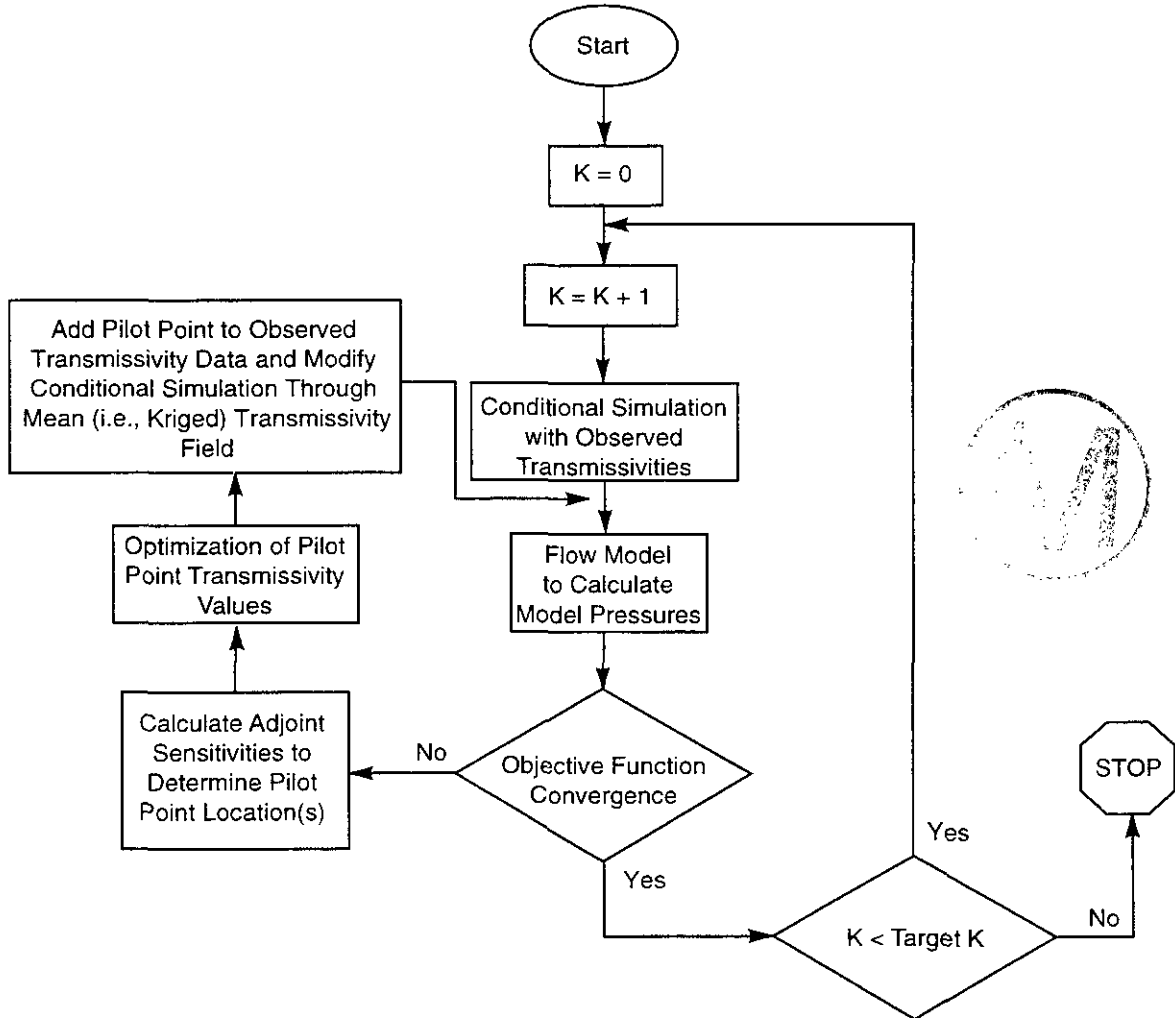 Start
K = 0
K = K + 1
Add Pilot Point to Observed
Transmissivity Data and Modify
Conditional Simulation Through
Mean (i.e., Kriged) Transmissivity
Field
Conditional Simulation
with Observed
Transmissivities
Optimization of Pilot
Point Transmissivity
Values
Flow Model
to Calculate
Model Pressures
Calculate Adjoint
Sensitivities to
Determine Pilot
Point Location(s)
No
Objective Function
Convergence
Yes
K < Target K
Yes
No
STOP